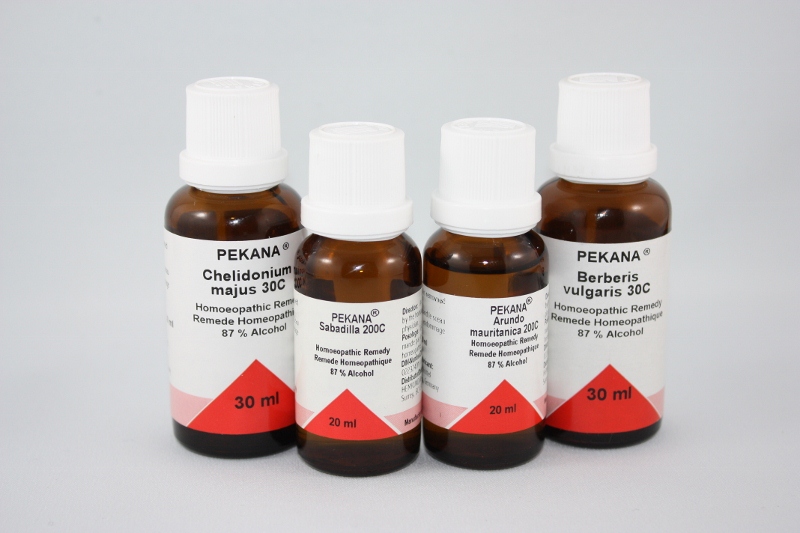 PEKANA®
Chelidonium
majus 30C
Homoeopathic Remedy
Remede Homeopathique
87 % Alcohol
30 ml
PEKANA®
Sabadilla 200C
Homoeopathic Remedy
Remede Homeopathique
87 % Alcohol
20 ml
PEKANA®
Arundo
mauritanica 200C
Homoeopathic Remedy
Remede Homeopathique
87 % Alcohol
20 ml
PEKANA®
Berberis
vulgaris 30C
Homoeopathic Remedy
Remede Homeopathique
87 % Alcohol
30 ml